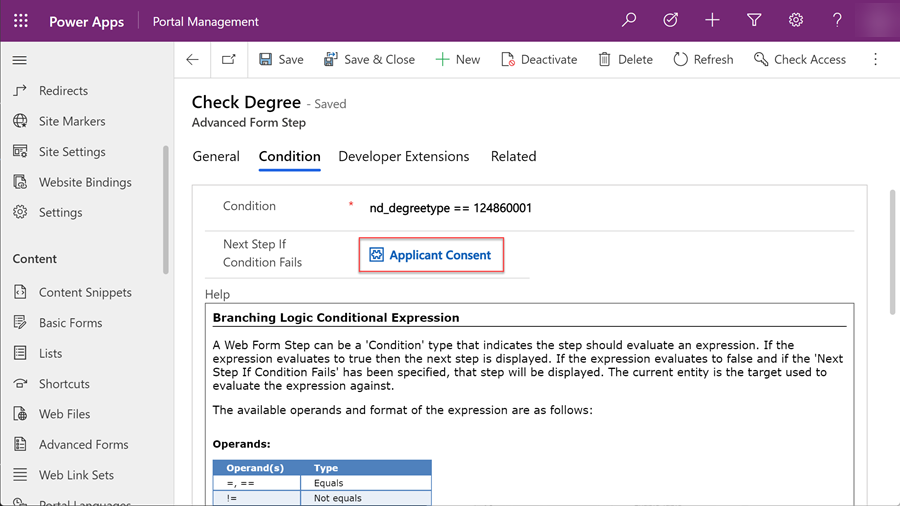 Power Apps
Portal Management
Save
Save & Close
New
Deactivate
Delete
Refresh
Check Access
Redirects
Site Markers
Site Settings
Website Bindings
Settings
Content
Content Snippets
Basic Forms
Lists
Shortcuts
Web Files
Advanced Forms
Web Link Sets
Portal Languages
Check Degree - Saved
Advanced Form Step
General
Condition
Developer Extensions
Related
Condition * nd_degreetype == 124860001
Next Step If
Condition Fails
Applicant Consent
Help
Branching Logic Conditional Expression
A Web Form Step can be a 'Condition' type that indicates the step should evaluate an expression. If the
expression evaluates to true then the next step is displayed. If the expression evaluates to false and if the 'Next
Step If Condition Fails' has been specified, that step will be displayed. The current entity is the target used to
evaluate the expression against.
The available operands and format of the expression are as follows:
Operands:
Operand(s) Type
=, == Equals
!= Not equals